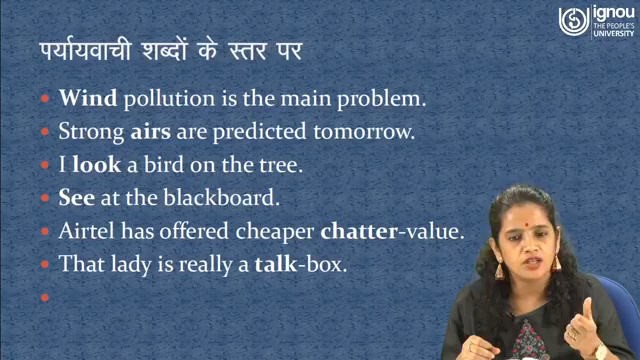 ignou
THE PEOPLE'S
UNIVERSITY
पर्यायवाची शब्दों के स्तर पर
• Wind pollution is the main problem.
• Strong airs are predicted tomorrow.
• I look a bird on the tree.
• See at the blackboard.
• Airtel has offered cheaper chatter-value.
• That lady is really a talk-box.
•